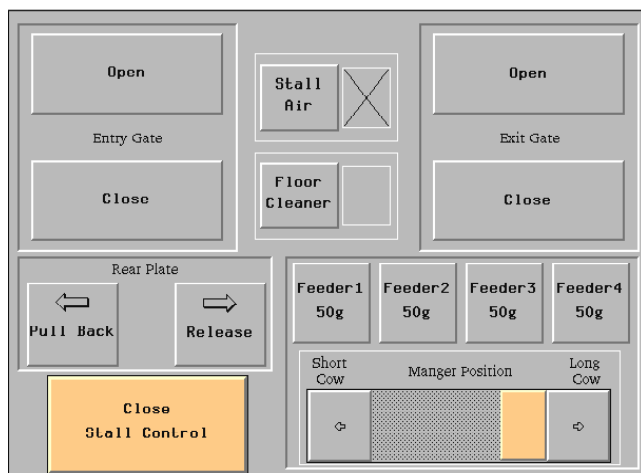 Open
Entry Gate
Close
Stall
Air
Floor
Cleaner
Open
Exit Gate
Close
Rear Plate
Pull Back
Release
Feeder1
50g
Feeder2
50g
Feeder3
50g
Feeder4
50g
Short
Cow
Manger Position
Long
Cow
Close
Stall Control